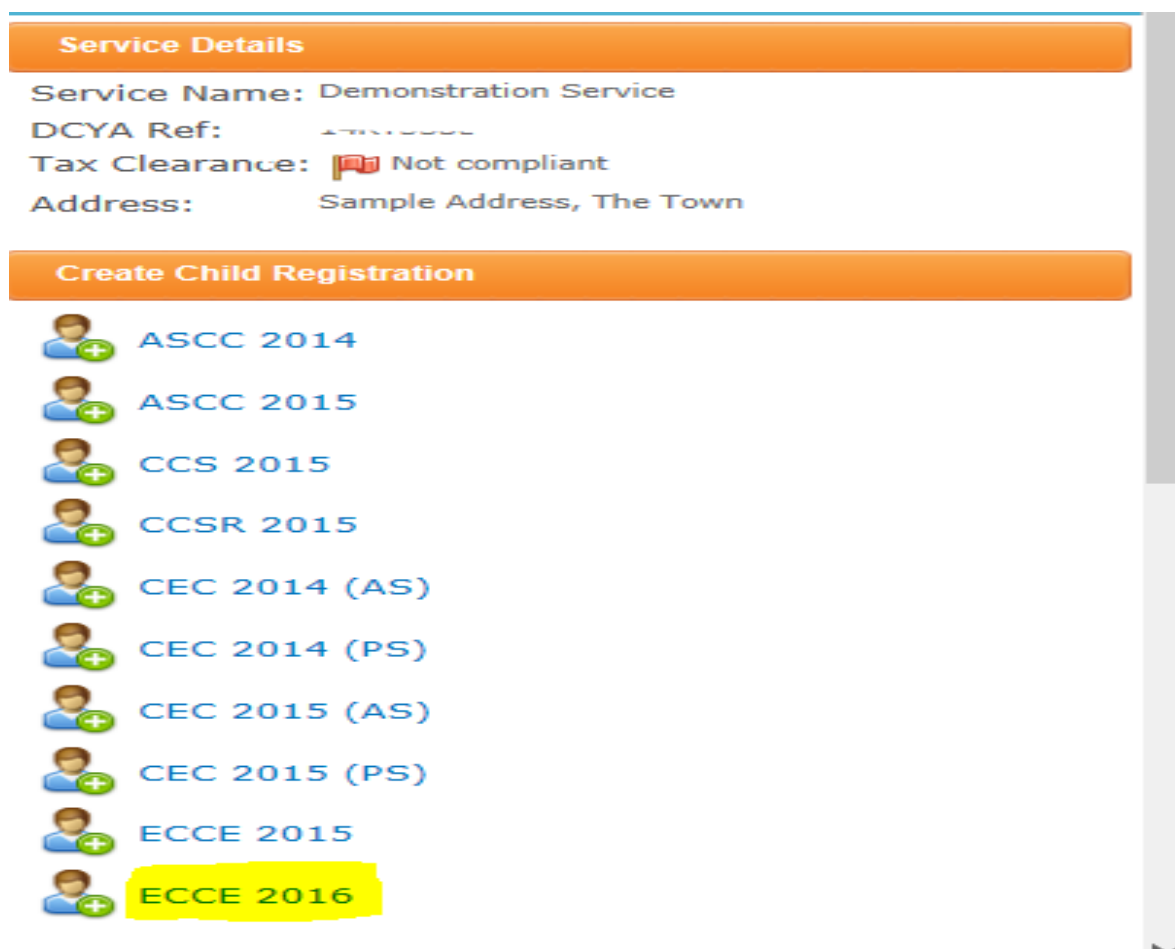 Service Details
Service Name: Demonstration Service
DCYA Ref:
Tax Clearance: Not compliant
Address: Sample Address, The Town
Create Child Registration
ASCC 2014
ASCC 2015
CCS 2015
CCSR 2015
CEC 2014 (AS)
CEC 2014 (PS)
CEC 2015 (AS)
CEC 2015 (PS)
ECCE 2015
ECCE 2016